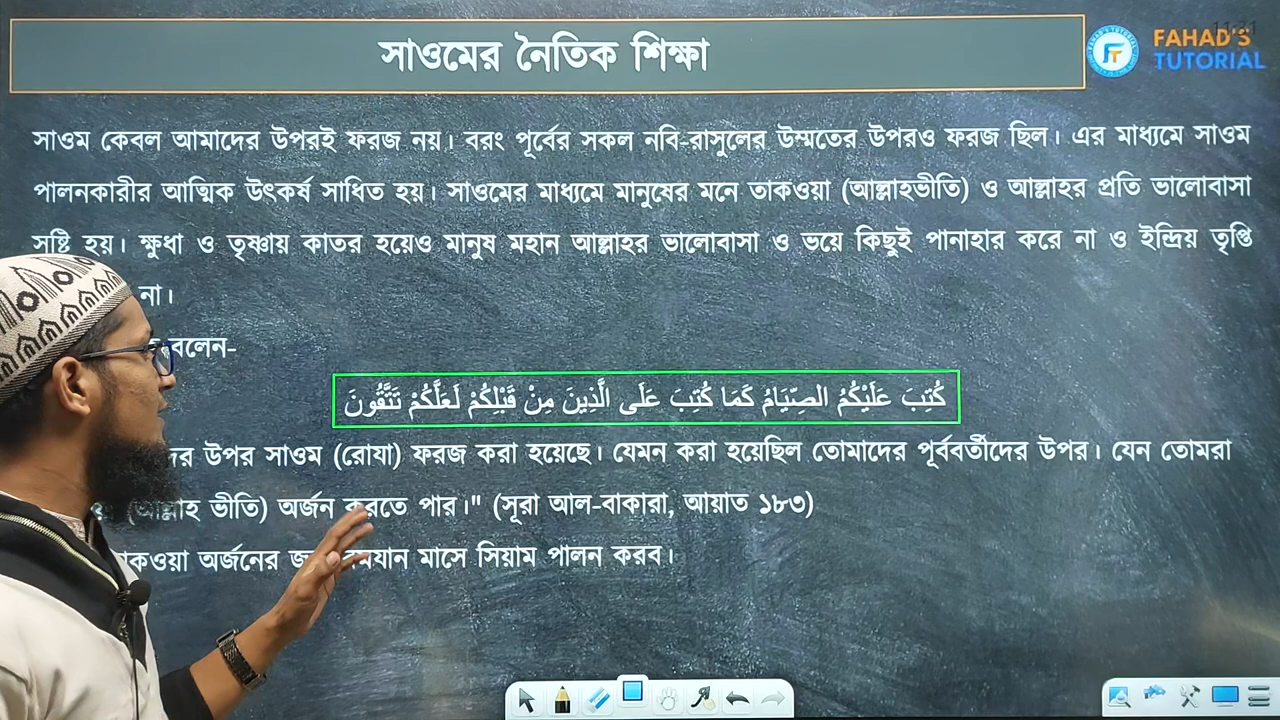 সাওমের নৈতিক শিক্ষা
FAHAD'S
TUTORIAL
সাওম কেবল আমাদের উপরই ফরজ নয়। বরং পূর্বের সকল নবি-রাসুলের উম্মতের উপরও ফরজ ছিল। এর মাধ্যমে সাওম
পালনকারীর আত্মিক উৎকর্ষ সাধিত হয়। সাওমের মাধ্যমে মানুষের মনে তাকওয়া (আল্লাহভীতি) ও আল্লাহর প্রতি ভালোবাসা
সৃষ্টি হয়। ক্ষুধা ও তৃষ্ণায় কাতর হয়েও মানুষ মহান আল্লাহর ভালোবাসা ও ভয়ে কিছুই পানাহার করে না ও ইন্দ্রিয় তৃপ্তি
না।
বলেন-
كُتِبَ عَلَيْكُمُ الصِّيَامُ كَمَا كُتِبَ عَلَى الَّذِينَ مِنْ قَبْلِكُمْ لَعَلَّكُمْ تَتَّقُونَ
উপর সাওম (রোযা) ফরজ করা হয়েছে। যেমন করা হয়েছিল তোমাদের পূর্ববর্তীদের উপর। যেন তোমরা
(আল্লাহ ভীতি) অর্জন করতে পার।" (সূরা আল-বাকারা, আয়াত ১৮৩)
অর্জনের মাসে সিয়াম পালন করব।